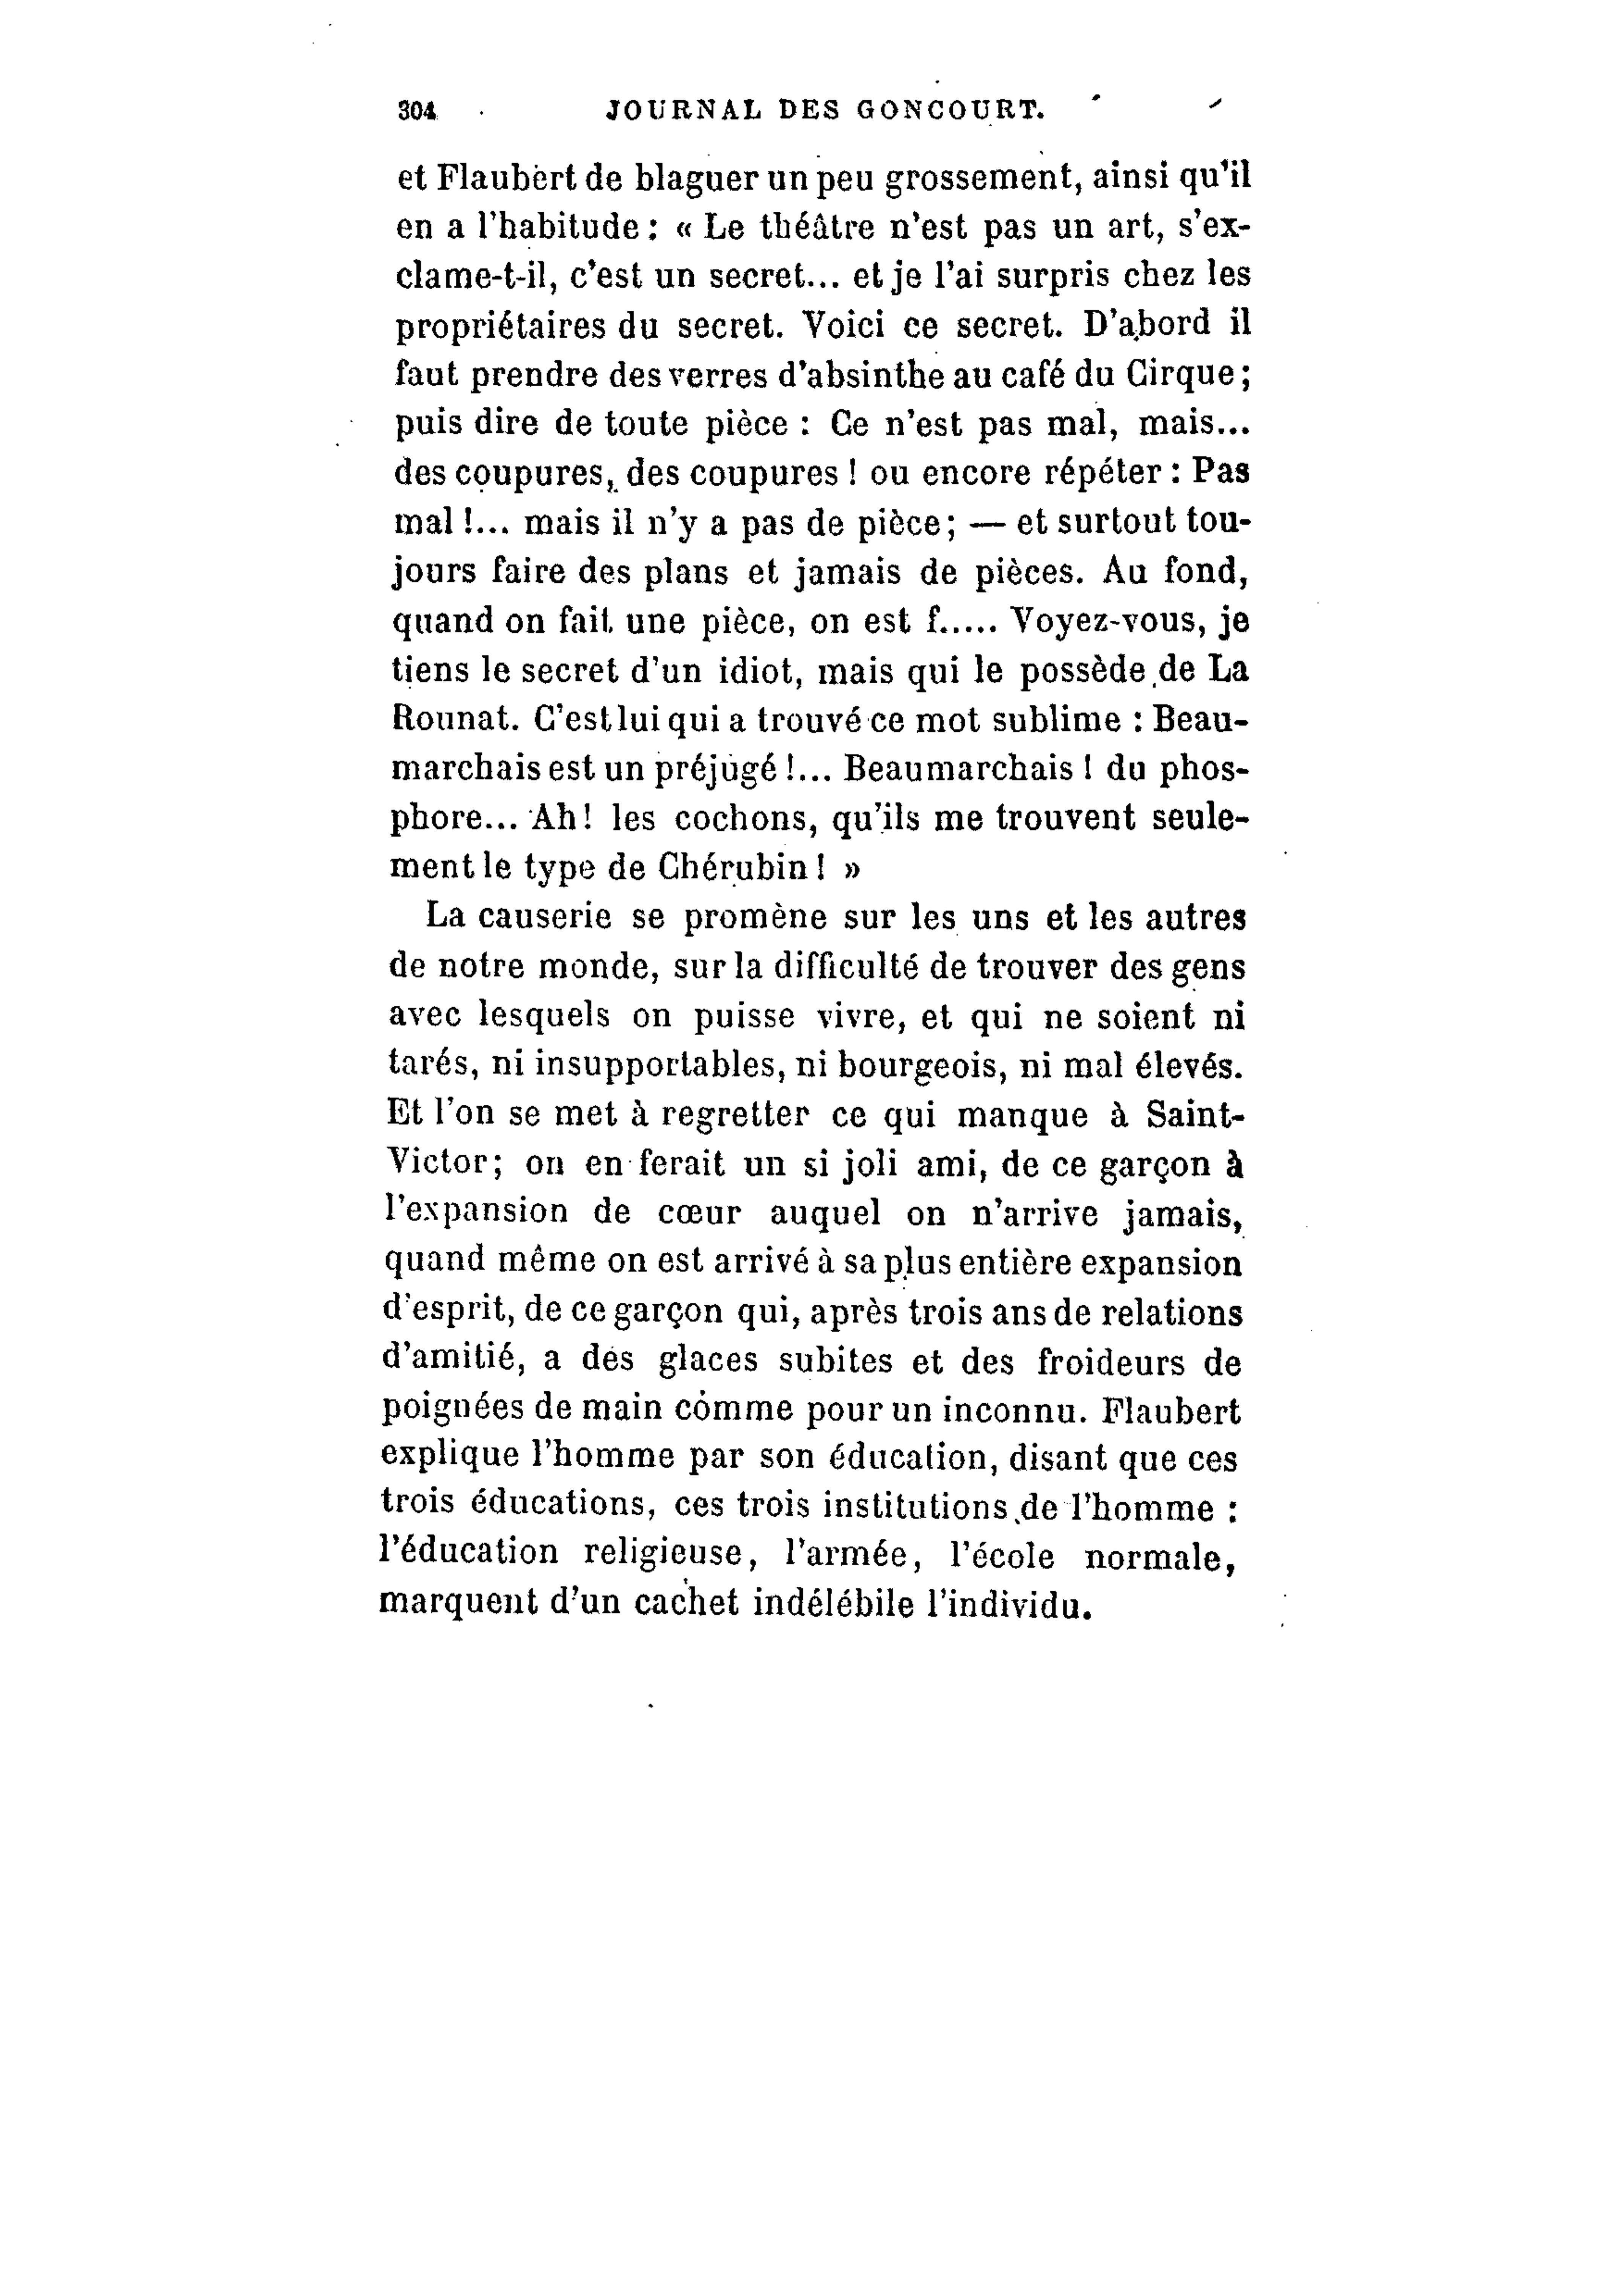 304 JOURNAL DES GONCOURT.
et Flaubert de blaguer un peu grossement, ainsi qu'il
en a l'habitude : « Le théâtre n'est pas un art, s'ex-
clame-t-il, c'est un secret... et je l'ai surpris chez les
propriétaires du secret. Voici ce secret. D'abord il
faut prendre des verres d'absinthe au café du Cirque;
puis dire de toute pièce : Ce n'est pas mal, mais...
des coupures, des coupures ! ou encore répéter : Pas
mal !... mais il n'y a pas de pièce; — et surtout tou-
jours faire des plans et jamais de pièces. Au fond,
quand on fait une pièce, on est f..... Voyez-vous, je
tiens le secret d'un idiot, mais qui le possède de La
Rounat. C'est lui qui a trouvé ce mot sublime : Beau-
marchais est un préjugé !... Beaumarchais ! du phos-
phore... Ah! les cochons, qu'ils me trouvent seule-
ment le type de Chérubin ! »
La causerie se promène sur les uns et les autres
de notre monde, sur la difficulté de trouver des gens
avec lesquels on puisse vivre, et qui ne soient ni
tarés, ni insupportables, ni bourgeois, ni mal élevés.
Et l'on se met à regretter ce qui manque à Saint-
Victor; on en ferait un si joli ami, de ce garçon à
l'expansion de cœur auquel on n'arrive jamais,
quand même on est arrivé à sa plus entière expansion
d'esprit, de ce garçon qui, après trois ans de relations
d'amitié, a des glaces subites et des froideurs de
poignées de main comme pour un inconnu. Flaubert
explique l'homme par son éducation, disant que ces
trois éducations, ces trois institutions de l'homme :
l'éducation religieuse, l'armée, l'école normale,
marquent d'un cachet indélébile l'individu.